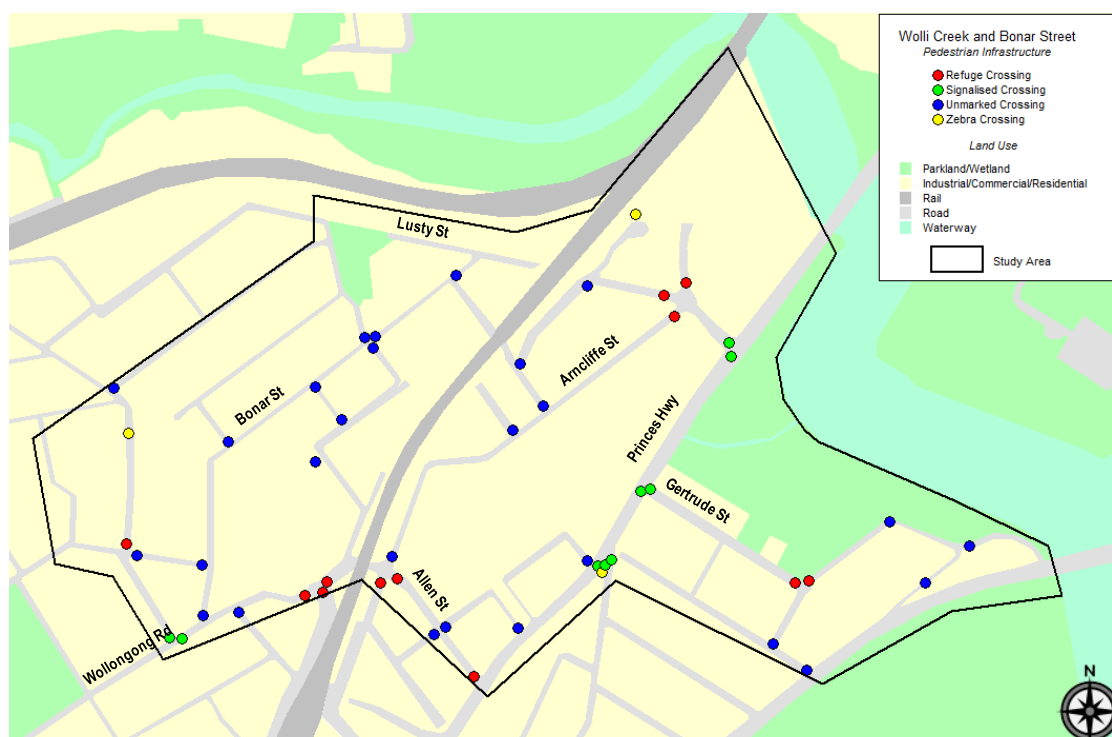 Wolli Creek and Bonar Street
Pedestrian Infrastructure
Refuge Crossing
Signalised Crossing
Unmarked Crossing
Zebra Crossing
Land Use
Parkland/Wetland
Industrial/Commercial/Residential
Rail
Road
Waterway
Study Area
Lusty St
Arncliffe St
Bonar St
Princes Hwy
Gertrude St
Allen St
Wollongong Rd
N